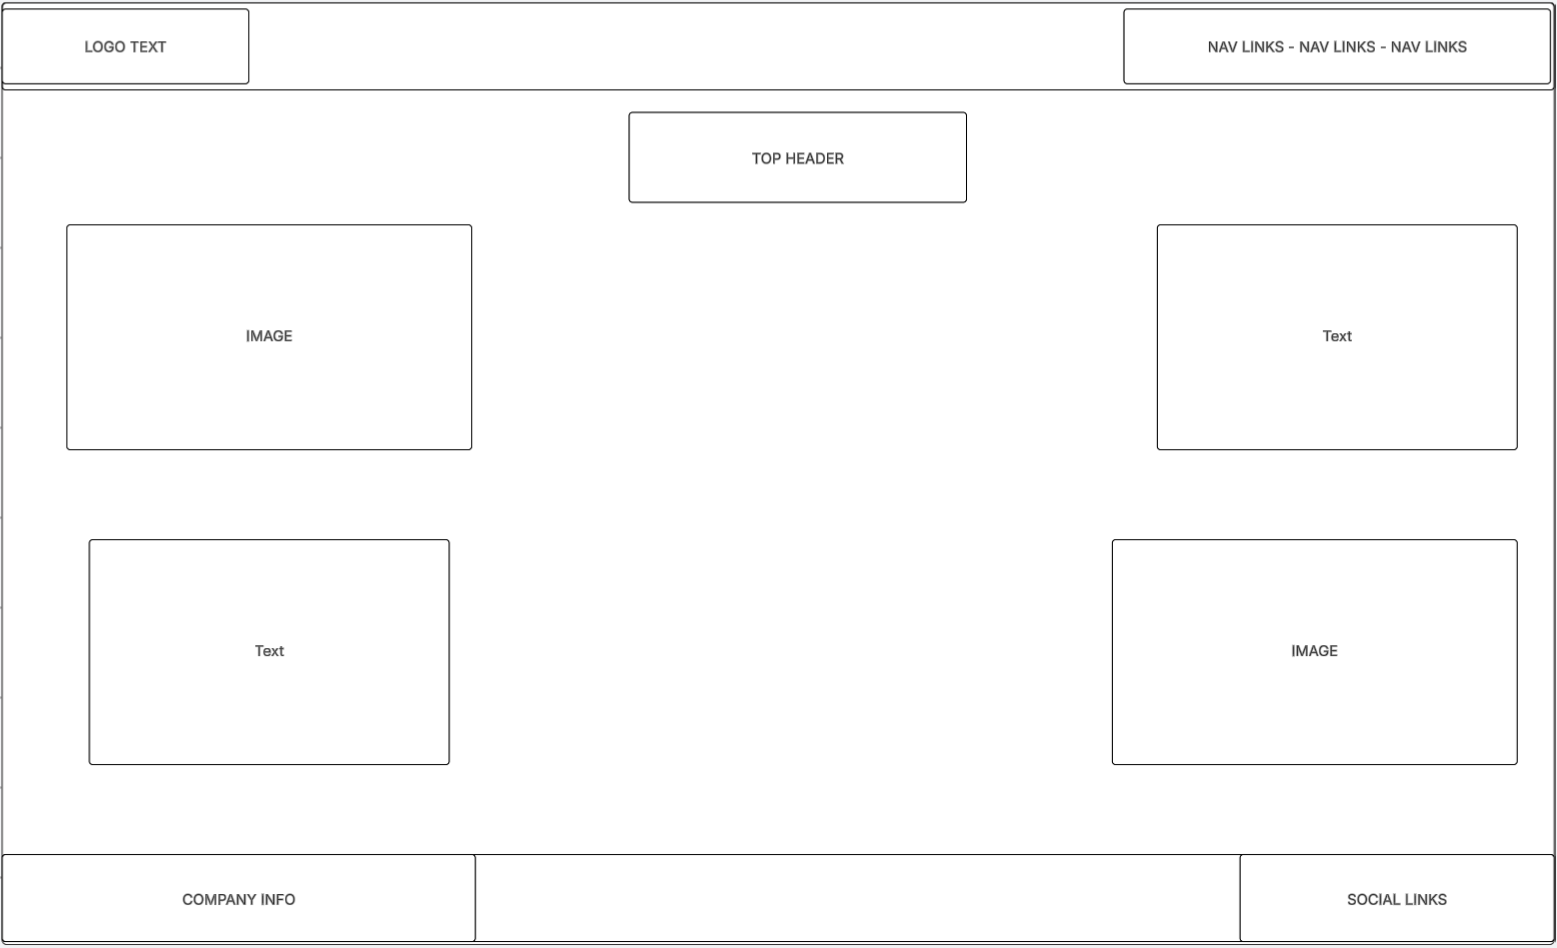 LOGO TEXT
NAV LINKS - NAV LINKS - NAV LINKS
TOP HEADER
IMAGE
Text
Text
IMAGE
COMPANY INFO
SOCIAL LINKS